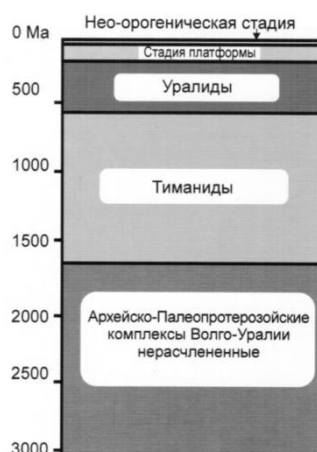 Нео-орогеническая стадия
0 Ma
Стадия платформы
Уралиды
500
1000
Тиманиды
1500
2000
Архейско-Палеопротерозойские
комплексы Волго-Уралии
нерасчлененные
2500
3000